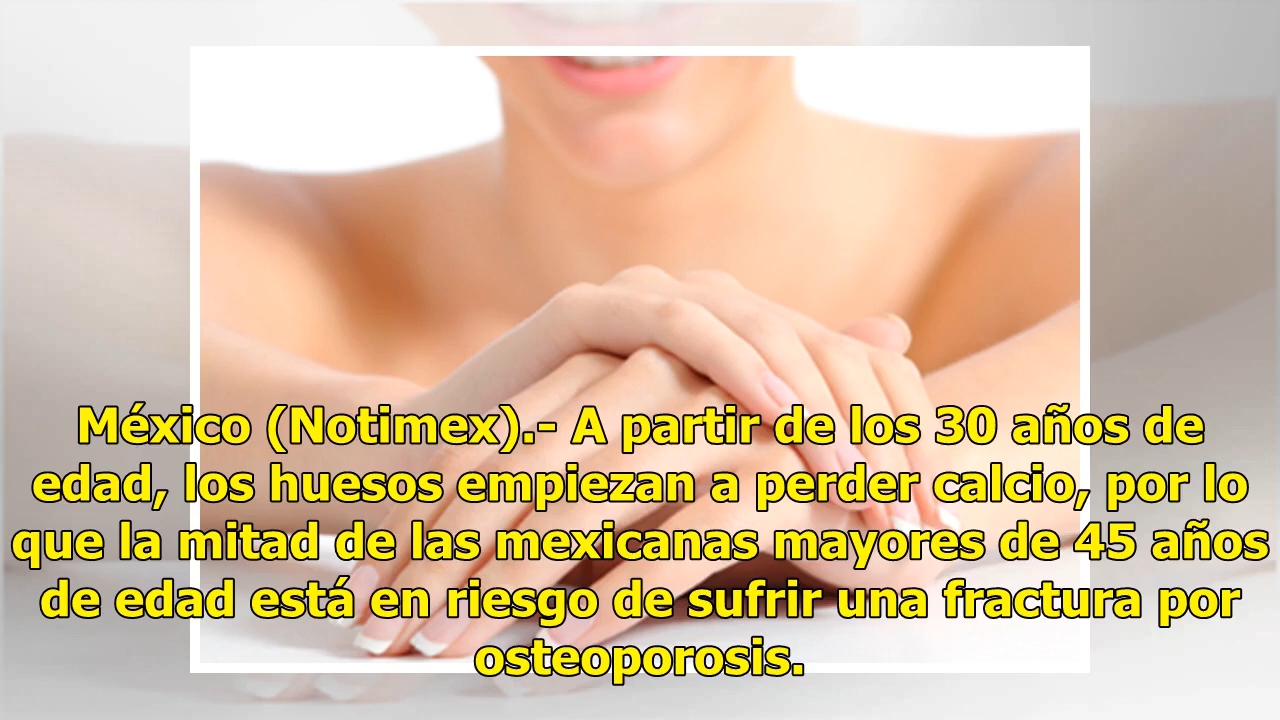 México (Notimex).- A partir de los 30 años de
edad, los huesos empiezan a perder calcio, por lo
que la mitad de las mexicanas mayores de 45 años
de edad está en riesgo de sufrir una fractura por
osteoporosis.